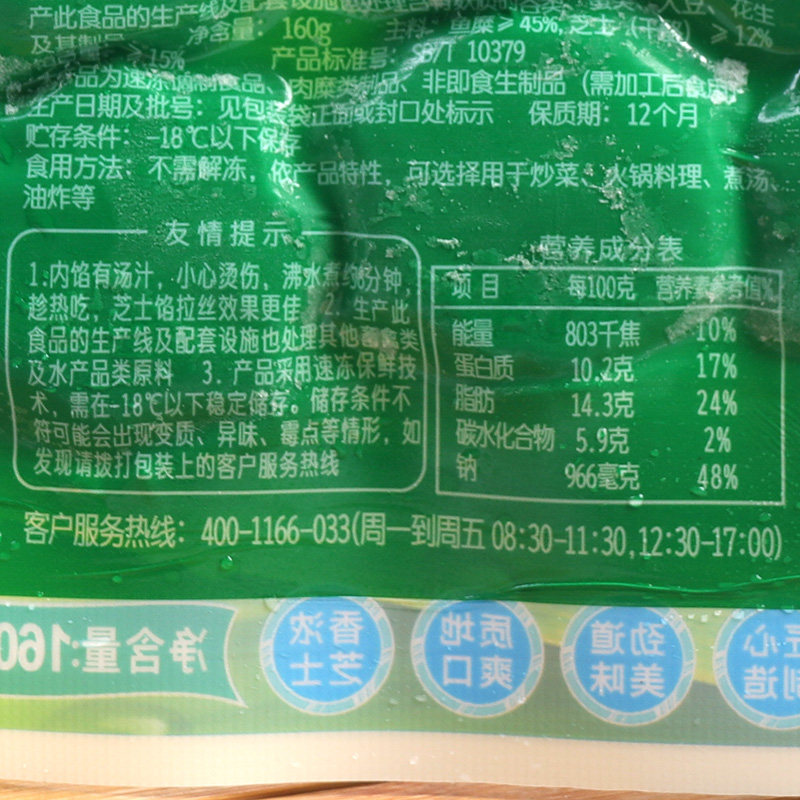 产此食品的生产线及配套设施也处理含有
大豆、花生
及其制品
净含量：160g
主料：鱼糜≥45%，芝士
≥12%
≥15%
产品标准号：SB/T 10379
肉糜类制品、非即食生制品（需加工后食用）
生产日期及批号：见包装袋正面或封口处标示 保质期：12个月
贮存条件：-18℃以下保存
食用方法：不需解冻，依产品特性，可选择用于炒菜、火锅料理、煮汤、
油炸等
友情提示
1.内馅有汤汁，小心烫伤，沸水煮约8分钟，
趁热吃，芝士馅拉丝效果更佳 2.生产此
食品的生产线及配套设施也处理其他畜禽类
及水产品类原料 3.产品采用速冻保鲜技
术，需在-18℃以下稳定储存。储存条件不
符可能会出现变质、异味、霉点等情形，如
发现请拨打包装上的客户服务热线
营养成分表
项目 每100克 营养素参考值%
能量 803千焦 10%
蛋白质 10.2克 17%
脂肪 14.3克 24%
碳水化合物 5.9克 2%
钠 966毫克 48%
客户服务热线：400-1166-033(周一到周五 08:30-11:30,12:30-17:00)
净含量:160
香浓
芝士
质地
爽口
劲道
美味
匠心
制造